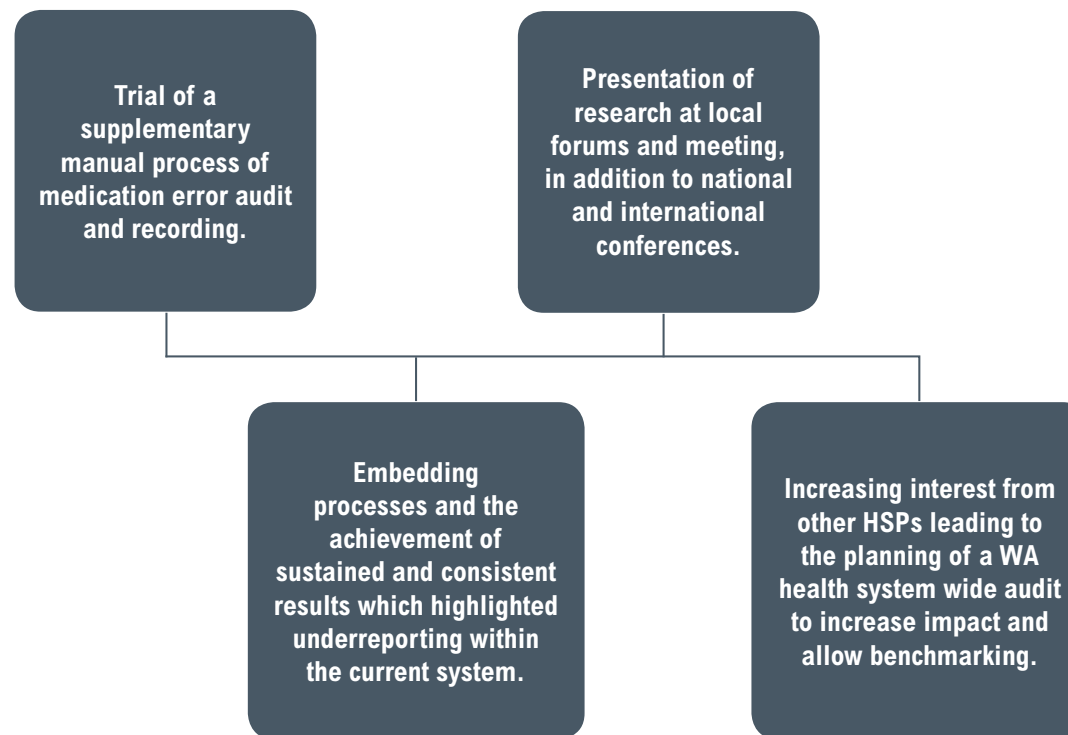 Trial of a
supplementary
manual process of
medication error audit
and recording.
Embedding
processes and the
achievement of
sustained and consistent
results which highlighted
underreporting within
the current system.
Presentation of
research at local
forums and meeting,
in addition to national
and international
conferences.
Increasing interest from
other HSPs leading to
the planning of a WA
health system wide audit
to increase impact and
allow benchmarking.